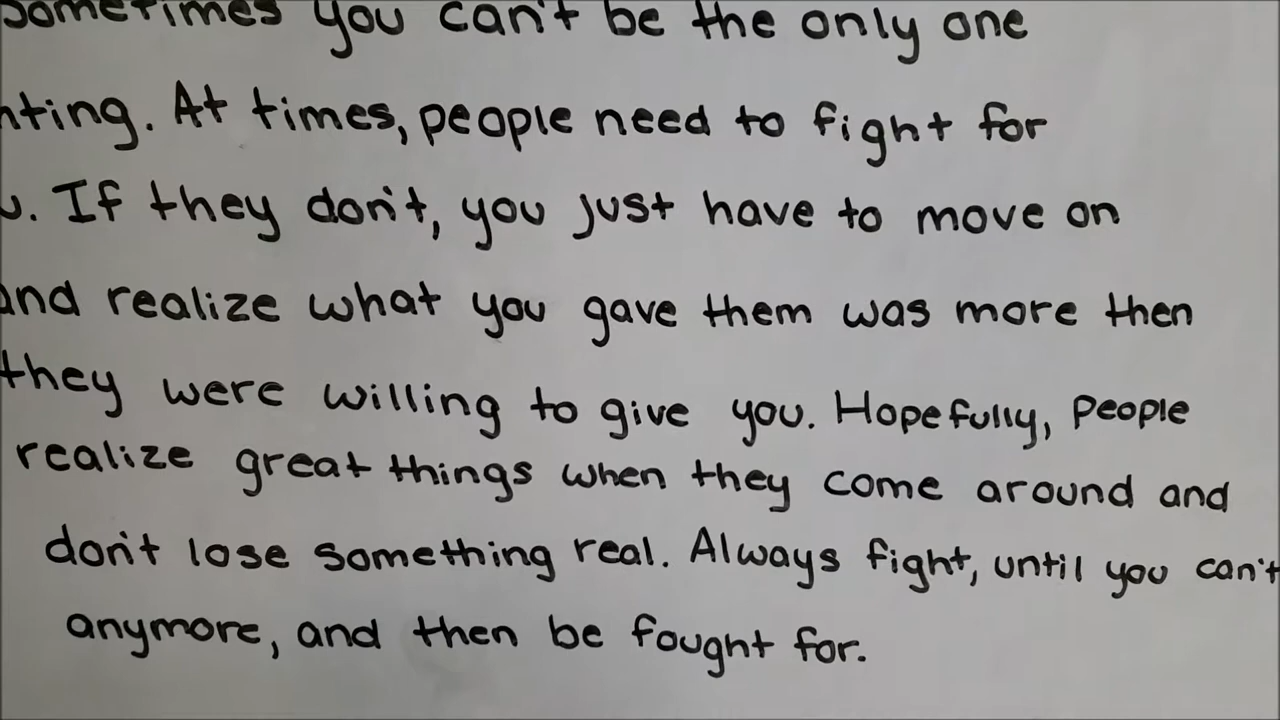 Sometimes you can't be the only one
hting. At times, people need to fight for
u. If they don't, you just have to move on
and realize what you gave them was more then
they were willing to give you. Hopefully, people
realize great things when they come around and
don't lose something real. Always fight, until you can't
anymore, and then be fought for.